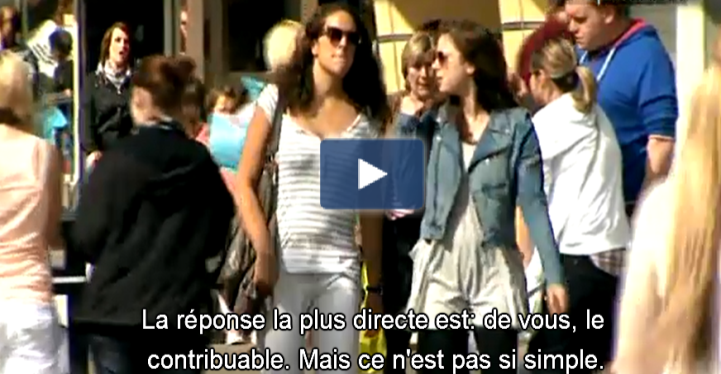 La réponse la plus directe est: de vous, le
contribuable. Mais ce n'est pas si simple.